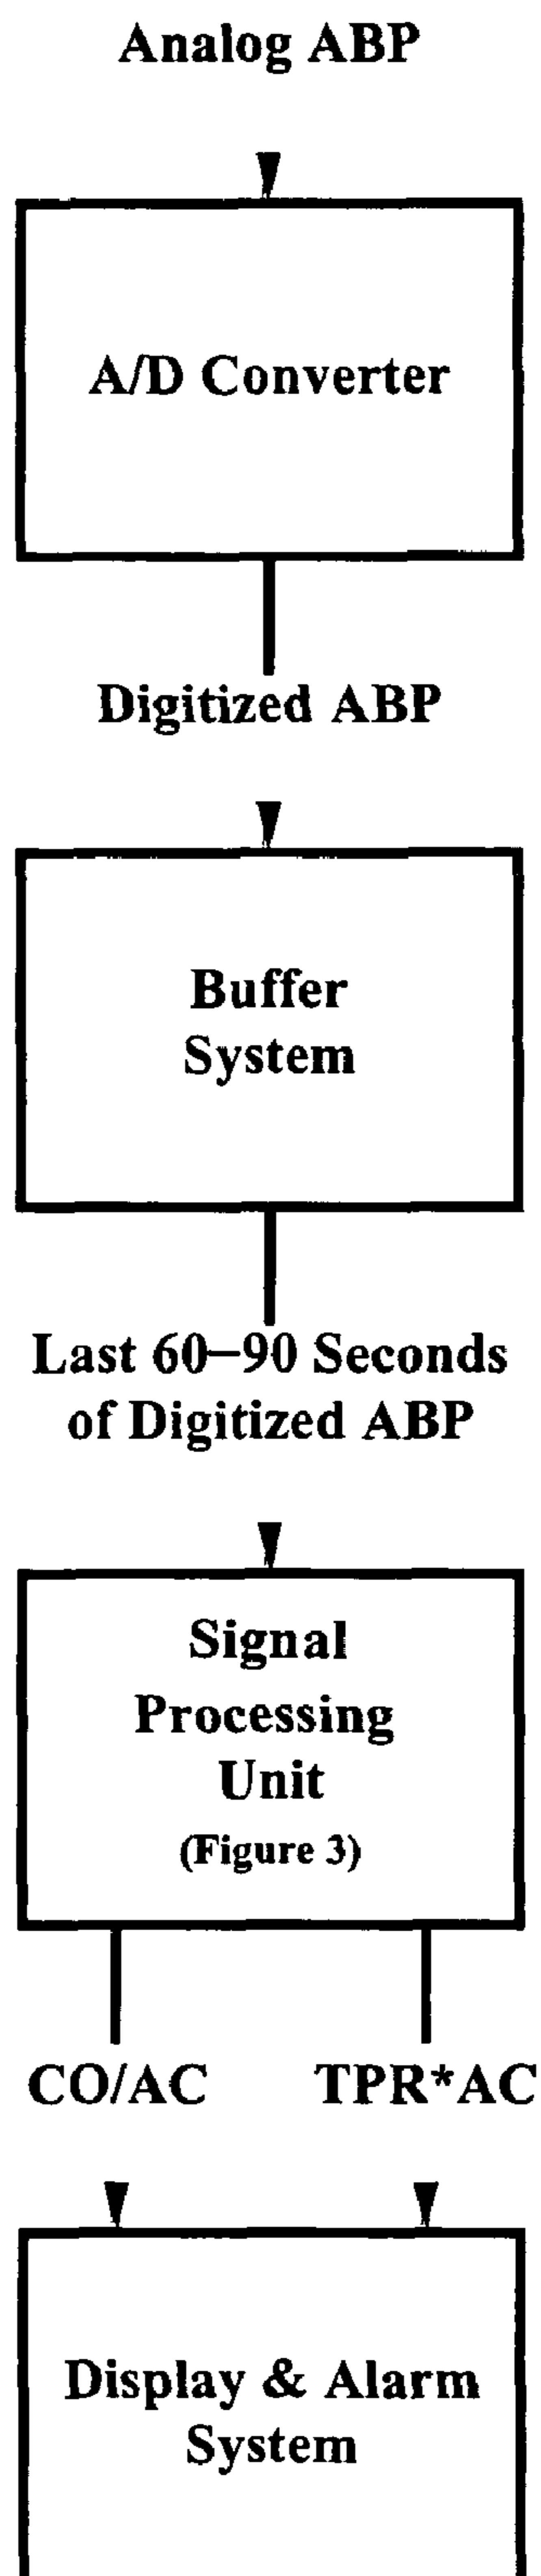 Analog ABP
A/D Converter
Digitized ABP
Buffer
System
Last 60–90 Seconds
of Digitized ABP
Signal
Processing
Unit
(Figure 3)
CO/AC TPR*AC
Display & Alarm
System